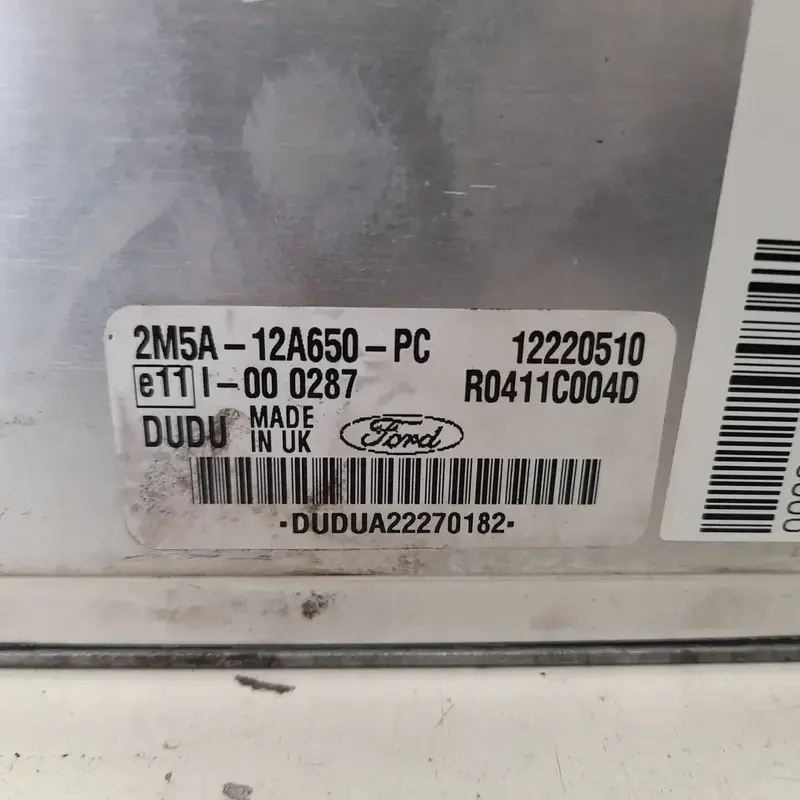 2M5A-12A650-PC 12220510
e11 I-00 0287 R0411C004D
DUDU MADE IN UK Ford
•DUDUA22270182•